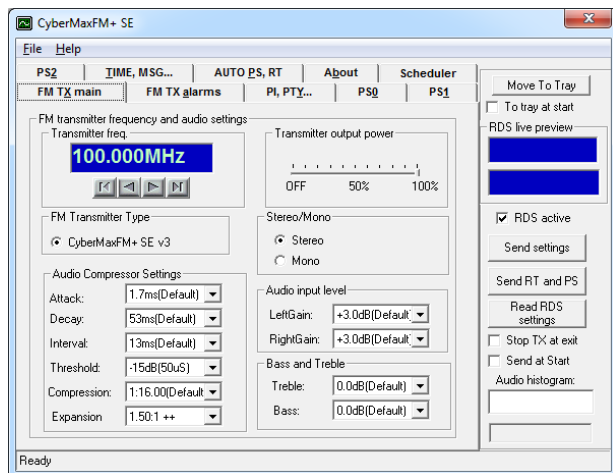 CyberMaxFM+ SE
File Help
PS2 TIME, MSG... AUTO PS, RT About Scheduler
FM TX main FM TX alarms PI, PTY... PS0 PS1
FM transmitter frequency and audio settings
Transmitter freq.
100.000MHz
Transmitter output power
OFF 50% 100%
FM Transmitter Type
CyberMaxFM+ SE v3
Stereo/Mono
Stereo
Mono
Audio Compressor Settings
Attack: 1.7ms(Default)
Decay: 53ms(Default)
Interval: 13ms(Default)
Threshold: -15dB(50uS)
Compression: 1:16.00(Default
Expansion 1.50:1 ++
Audio input level
LeftGain: +3.0dB(Default
RightGain: +3.0dB(Default
Bass and Treble
Treble: 0.0dB(Default)
Bass: 0.0dB(Default)
Move To Tray
To tray at start
RDS live preview
RDS active
Send settings
Send RT and PS
Read RDS
settings
Stop TX at exit
Send at Start
Audio histogram:
Ready